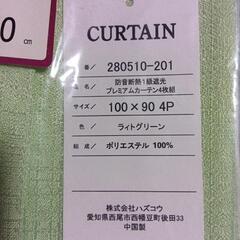 0
cm
CURTAIN
番 280510-201
品名 防音断熱1級遮光
プレミアムカーテン4枚組
サイズ 100×90 4P
色 ライトグリーン
組成 ポリエステル 100%
株式会社ハズコウ
愛知県西尾市西幡豆町後田33
中国製